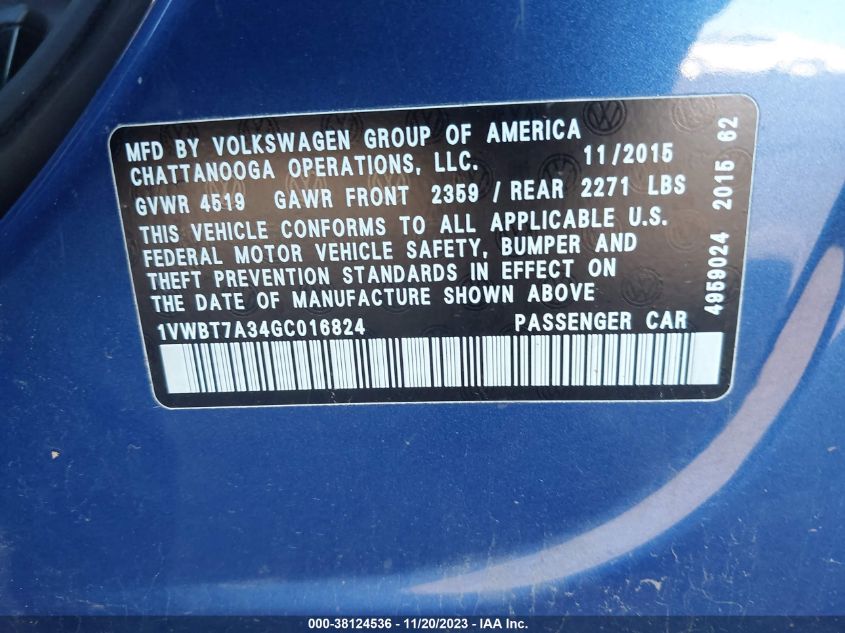 MFD BY VOLKSWAGEN GROUP OF AMERICA
CHATTANOOGA OPERATIONS, LLC. 11/2015
GVWR 4519 GAWR FRONT 2359 / REAR 2271 LBS
THIS VEHICLE CONFORMS TO ALL APPLICABLE U.S.
FEDERAL MOTOR VEHICLE SAFETY, BUMPER AND
THEFT PREVENTION STANDARDS IN EFFECT ON
THE DATE OF MANUFACTURE SHOWN ABOVE
1VWBT7A34GC016824 PASSENGER CAR
4959024 2015 62
000-38124536 - 11/20/2023 - © IAA Inc.